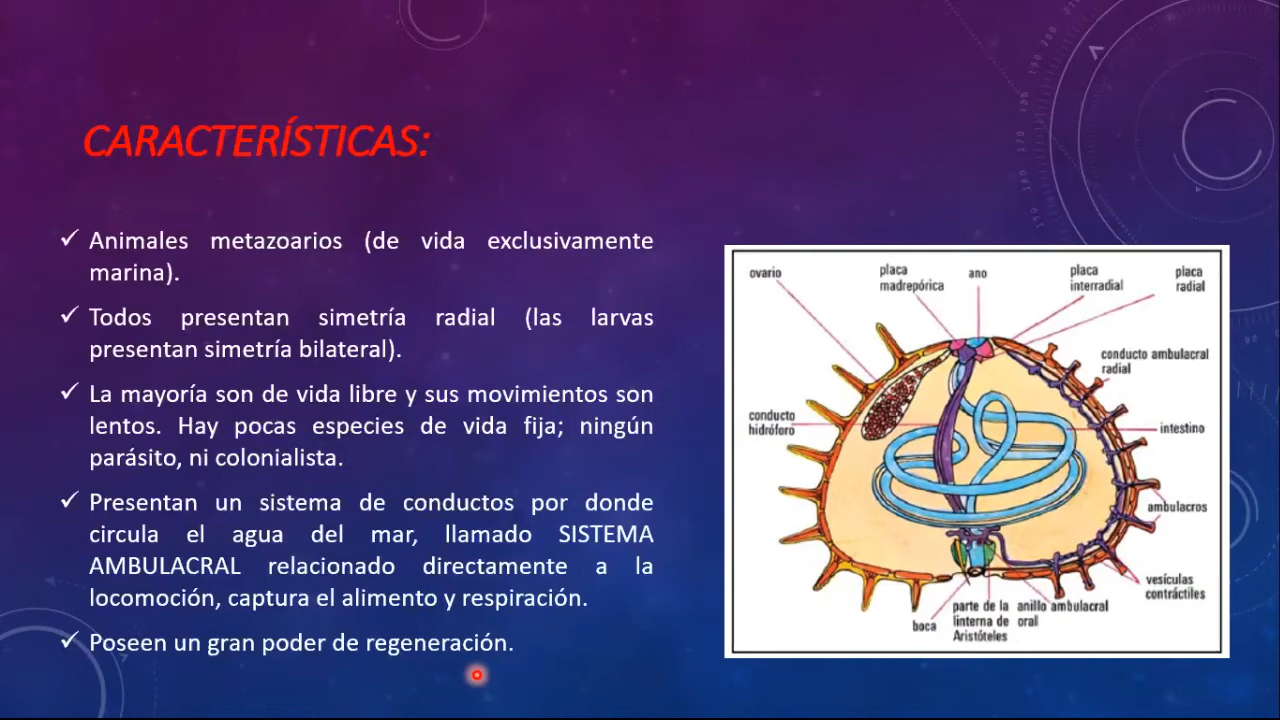 CARACTERÍSTICAS:
✓ Animales metazoarios (de vida exclusivamente
marina).
✓ Todos presentan simetría radial (las larvas
presentan simetría bilateral).
✓ La mayoría son de vida libre y sus movimientos son
lentos. Hay pocas especies de vida fija; ningún
parásito, ni colonialista.
✓ Presentan un sistema de conductos por donde
circula el agua del mar, llamado SISTEMA
AMBULACRAL relacionado directamente a la
locomoción, captura el alimento y respiración.
✓ Poseen un gran poder de regeneración.
ovario
placa
madrepórica
ano
placa
interradial
placa
radial
conducto ambulacral
radial
conducto
hidróforo
intestino
ambulacros
vesículas
contráctiles
boca
parte de la
linterna de
Aristóteles
anillo ambulacral
oral